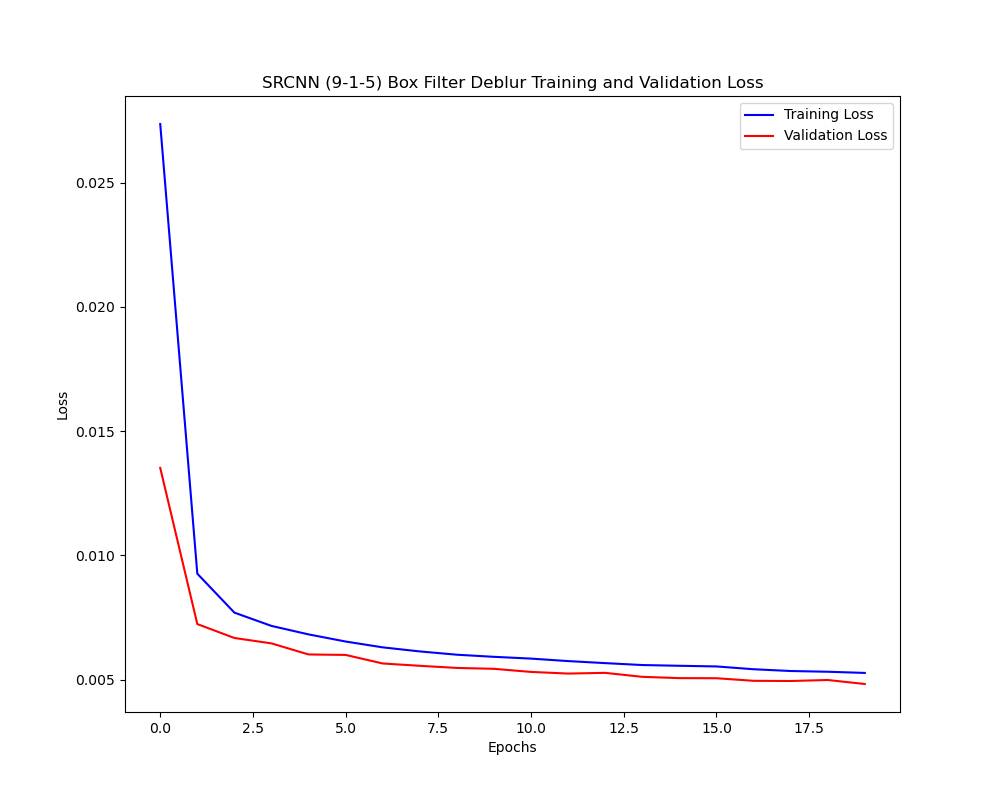 SRCNN (9-1-5) Box Filter Deblur Training and Validation Loss
Training Loss
Validation Loss
0.025
0.020
0.015
0.010
0.005
Loss
0.0 2.5 5.0 7.5 10.0 12.5 15.0 17.5
Epochs